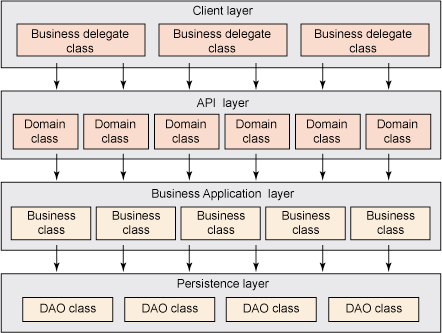 Client layer
Business delegate class
Business delegate class
Business delegate class
API layer
Domain class
Domain class
Domain class
Domain class
Domain class
Domain class
Business Application layer
Business class
Business class
Business class
Business class
Business class
Persistence layer
DAO class
DAO class
DAO class
DAO class